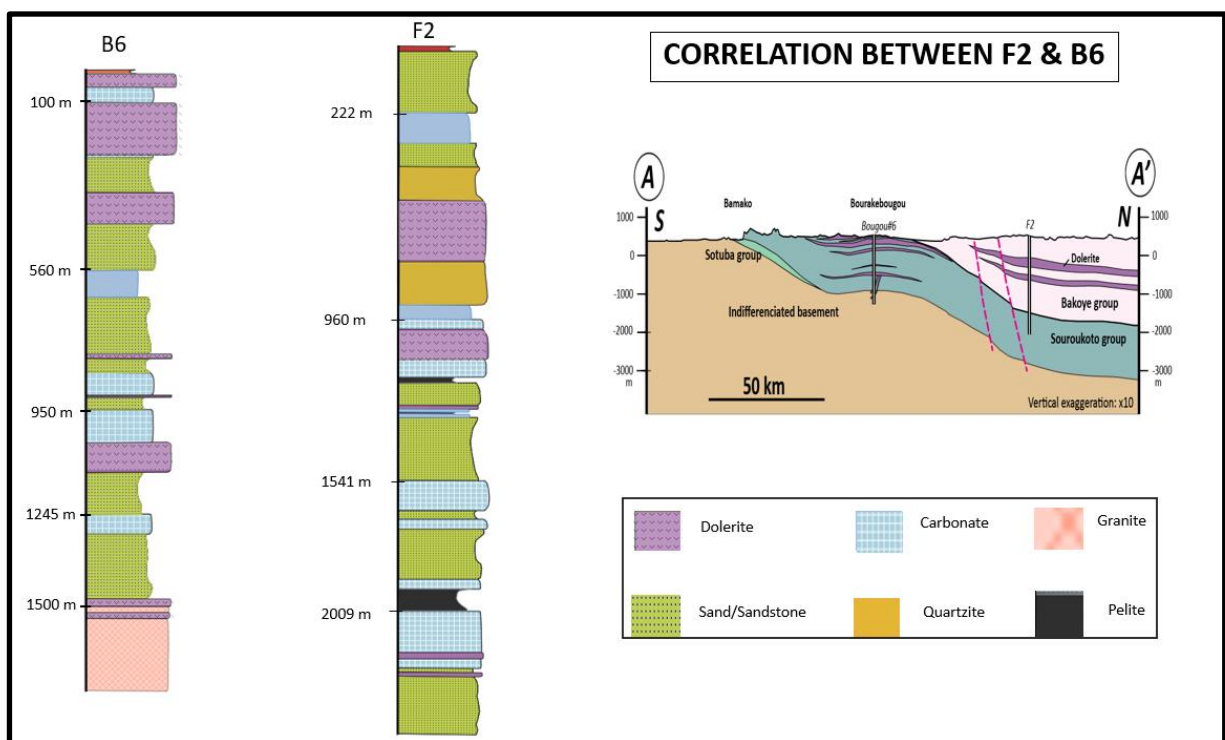 B6
100 m
560 m
950 m
1245 m
1500 m
F2
222 m
960 m
1541 m
2009 m
CORRELATION BETWEEN F2 & B6
A
A'
S
N
Bamako
Bourakebougou
Bougou#6
F2
1000
0
-1000
-2000
-3000
m
1000
0
-1000
-2000
-3000
m
Sotuba group
Dolerite
Bakoye group
Indifferenciated basement
Souroukoto group
50 km
Vertical exaggeration: x10
Dolerite
Carbonate
Granite
Sand/Sandstone
Quartzite
Pelite